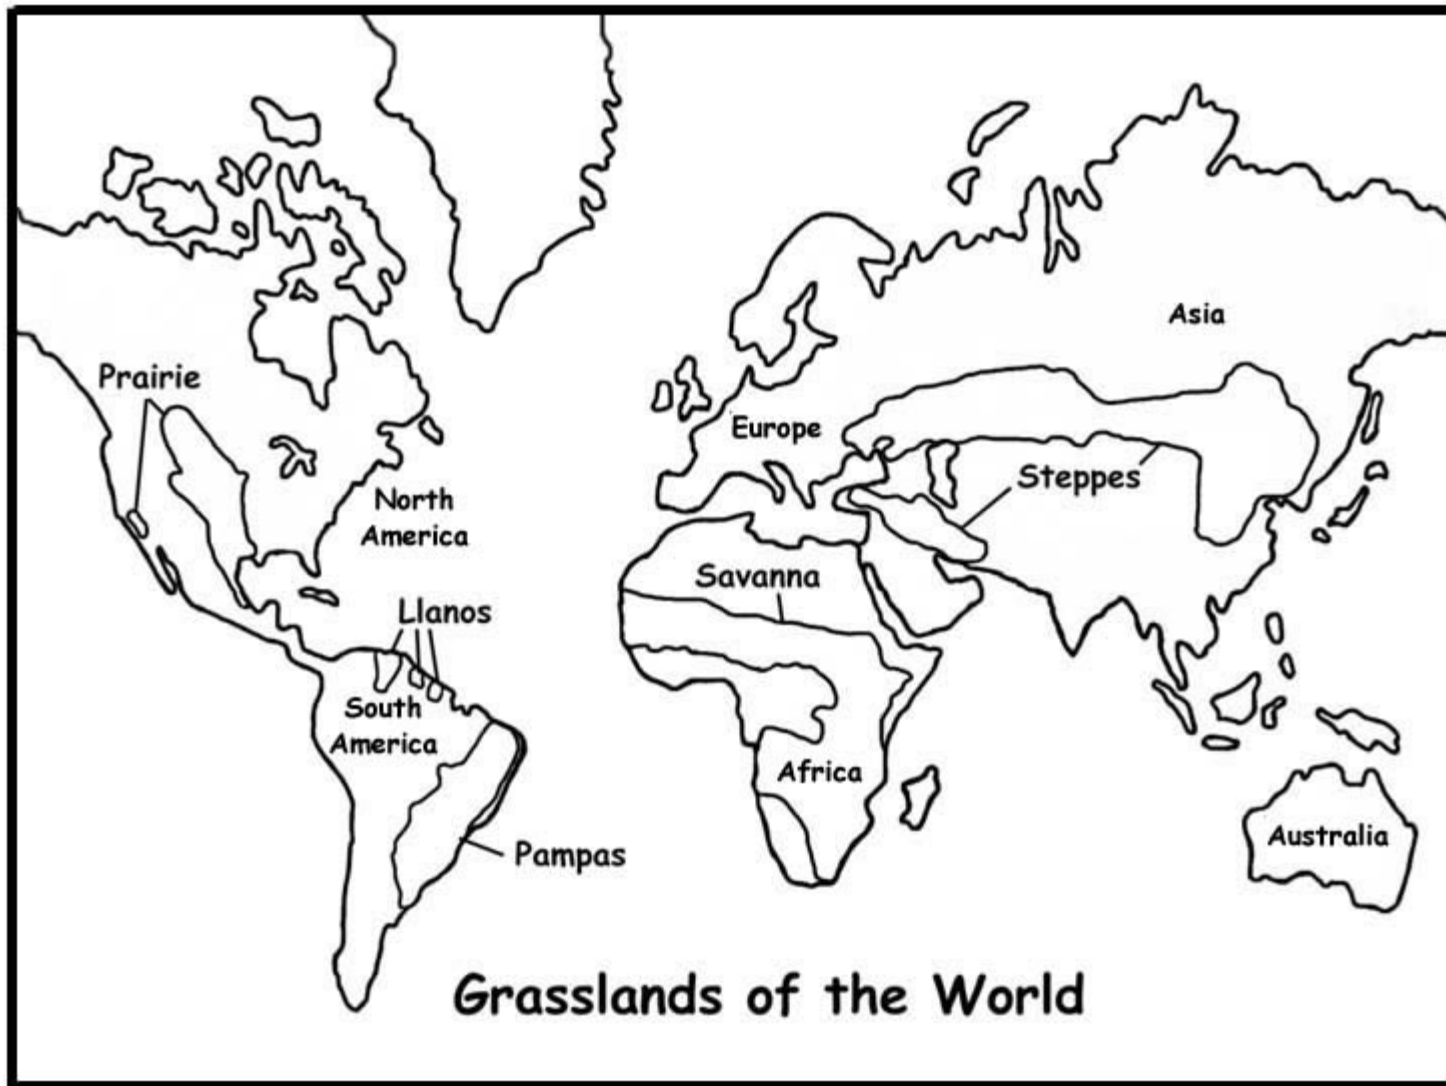 Asia
Prairie
Europe
Steppes
North
America
Savanna
Llanos
South
America
Africa
Australia
Pampas
Grasslands of the World